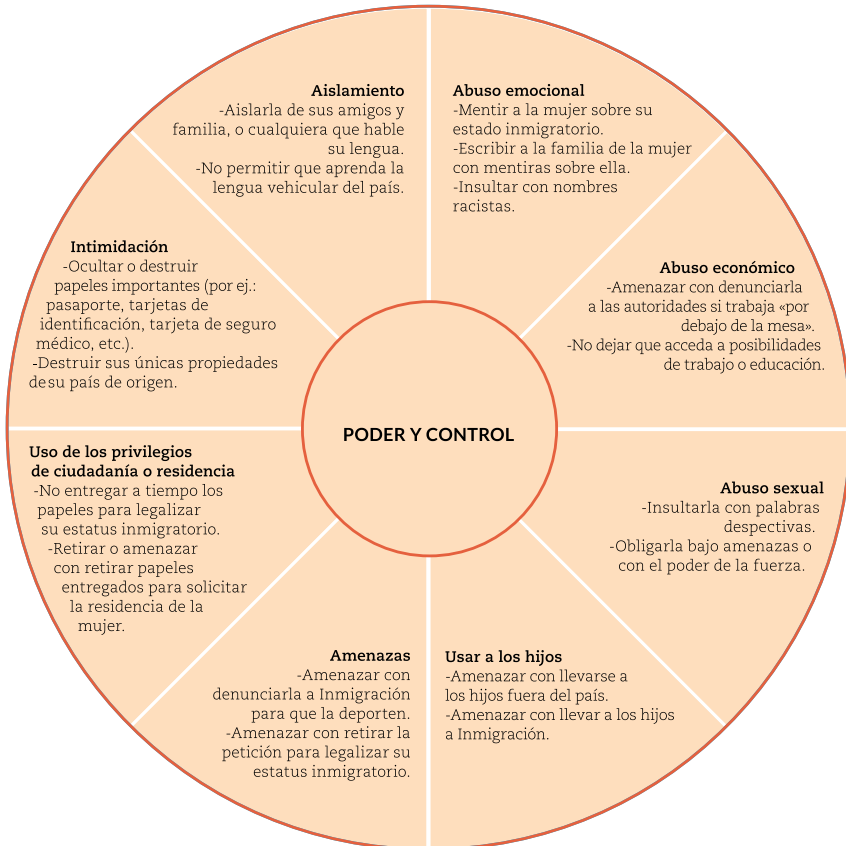 Aislamiento
-Aislarla de sus amigos y
familia, o cualquiera que hable
su lengua.
-No permitir que aprenda la
lengua vehicular del país.
Abuso emocional
-Mentir a la mujer sobre su
estado inmigratorio.
-Escribir a la familia de la mujer
con mentiras sobre ella.
-Insultar con nombres
racistas.
Abuso económico
-Amenazar con denunciarla
a las autoridades si trabaja «por
debajo de la mesa».
-No dejar que acceda a posibilidades
de trabajo o educación.
Abuso sexual
-Insultarla con palabras
despectivas.
-Obligarla bajo amenazas o
con el poder de la fuerza.
Usar a los hijos
-Amenazar con llevarse a
los hijos fuera del país.
-Amenazar con llevar a los hijos
a Inmigración.
Amenazas
-Amenazar con
denunciarla a Inmigración
para que la deporten.
-Amenazar con retirar la
petición para legalizar su
estatus inmigratorio.
Uso de los privilegios
de ciudadanía o residencia
-No entregar a tiempo los
papeles para legalizar
su estatus inmigratorio.
-Retirar o amenazar
con retirar papeles
entregados para solicitar
la residencia de la
mujer.
Intimidación
-Ocultar o destruir
papeles importantes (por ej.:
pasaporte, tarjetas de
identificación, tarjeta de seguro
médico, etc.).
-Destruir sus únicas propiedades
de su país de origen.
PODER Y CONTROL